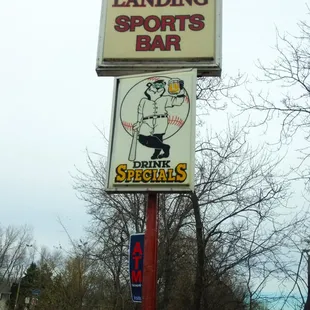 LANDING
SPORTS
BAR
DRINK
SPECIALS
ATM